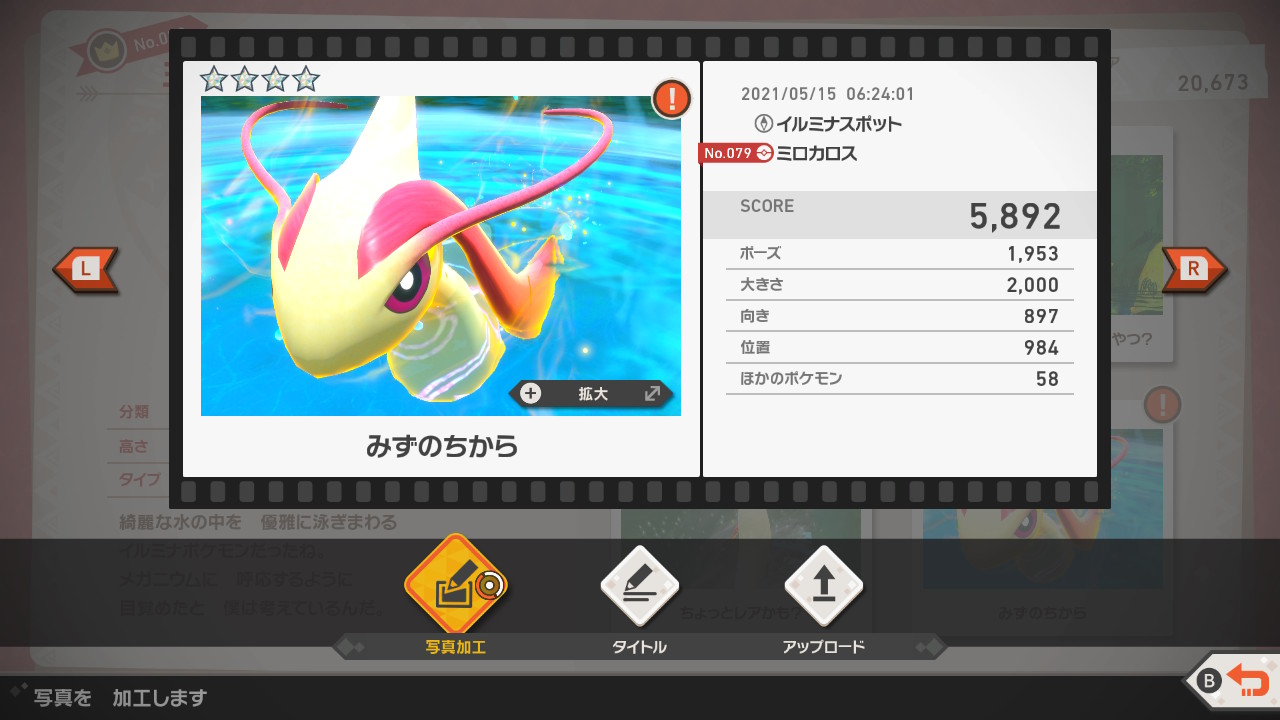 No.0
20,673
2021/05/15 06:24:01
イルミナスポット
No.079 ミロカロス
SCORE 5,892
ポーズ 1,953
大きさ 2,000
向き 897
位置 984
ほかのポケモン 58
!
+ 拡大
みずのちから
L
R
やつ?
!
分類
高さ
タイプ
綺麗な水の中を 優雅に泳ぎまわる
イルミナポケモンだったね。
メガニウムに 呼応するように
目覚めたと 僕は考えているんだ。
ちょっとレアかも?
みずのちから
写真加工
タイトル
アップロード
写真を 加工します
B